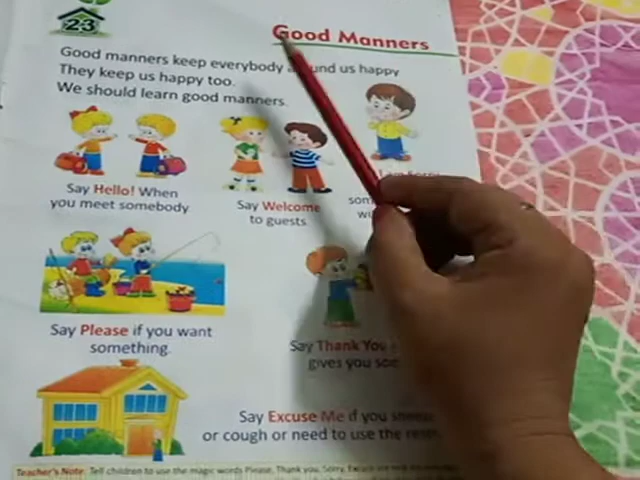 23
Good Manners
Good manners keep everybody around us happy
They keep us happy too.
We should learn good manners.
Say Hello! When
you meet somebody
Say Welcome
to guests.
I am Sorry
Say Please if you want
something.
Say Thank You
gives you
Say Excuse Me if you
or cough or need to use the
Teacher's Note: Tell children to use the magic words Please, Thank you, Sorry, Excuse